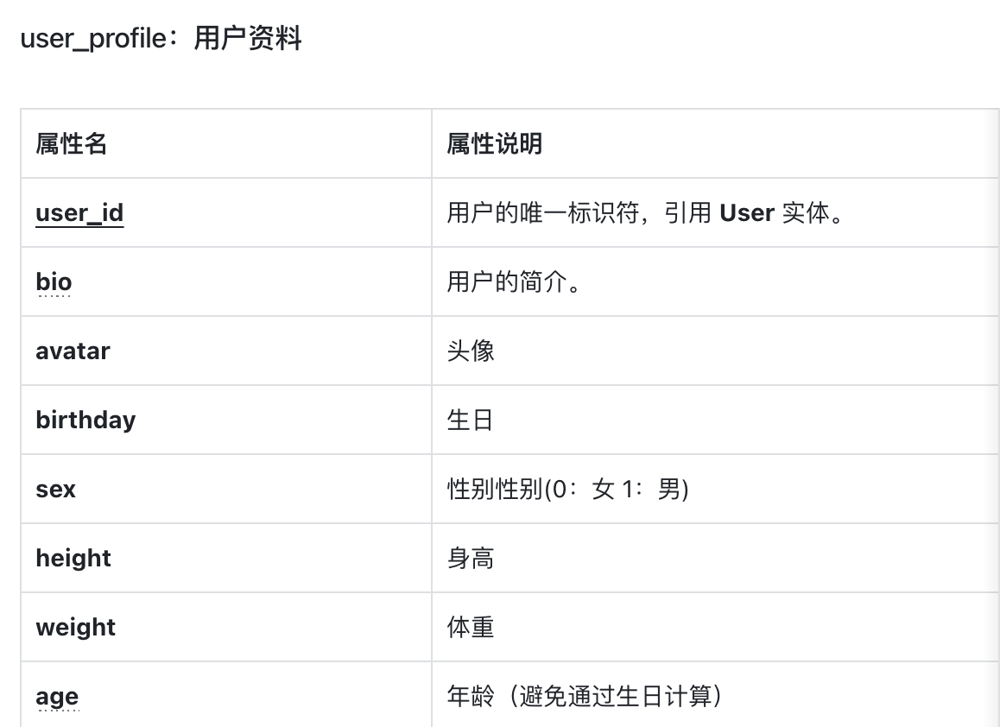 user_profile：用户资料
属性名 属性说明
user_id 用户的唯一标识符，引用 User 实体。
bio 用户的简介。
avatar 头像
birthday 生日
sex 性别性别(0：女 1：男)
height 身高
weight 体重
age 年龄（避免通过生日计算）